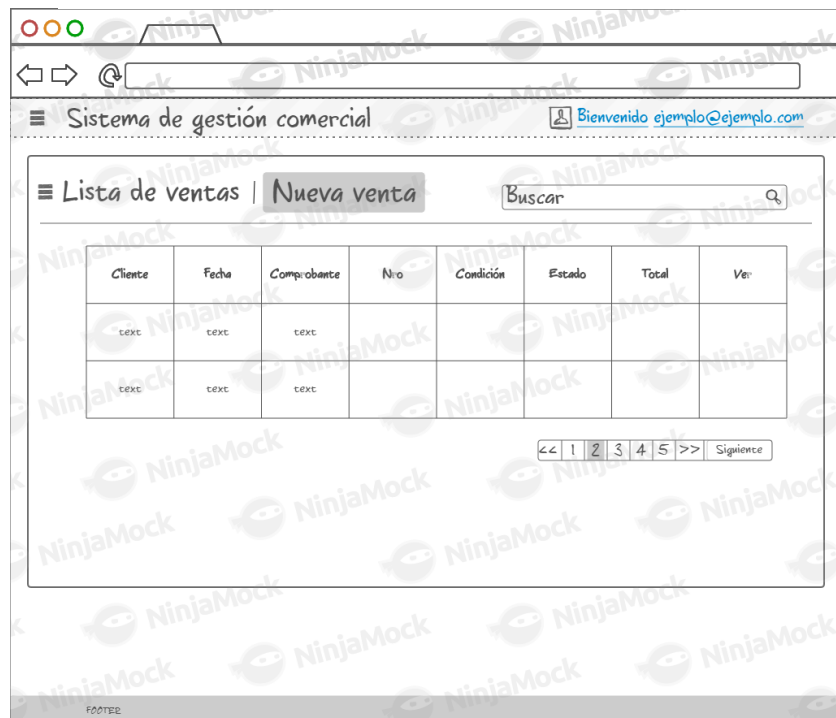 Sistema de gestión comercial
Bienvenido ejemplo@ejemplo.com
Lista de ventas | Nueva venta
Buscar
Cliente Fecha Comprobante Nro Condición Estado Total Ver
text text text
text text text
<< 1 2 3 4 5 >> Siguiente
FOOTER
NinjaMock